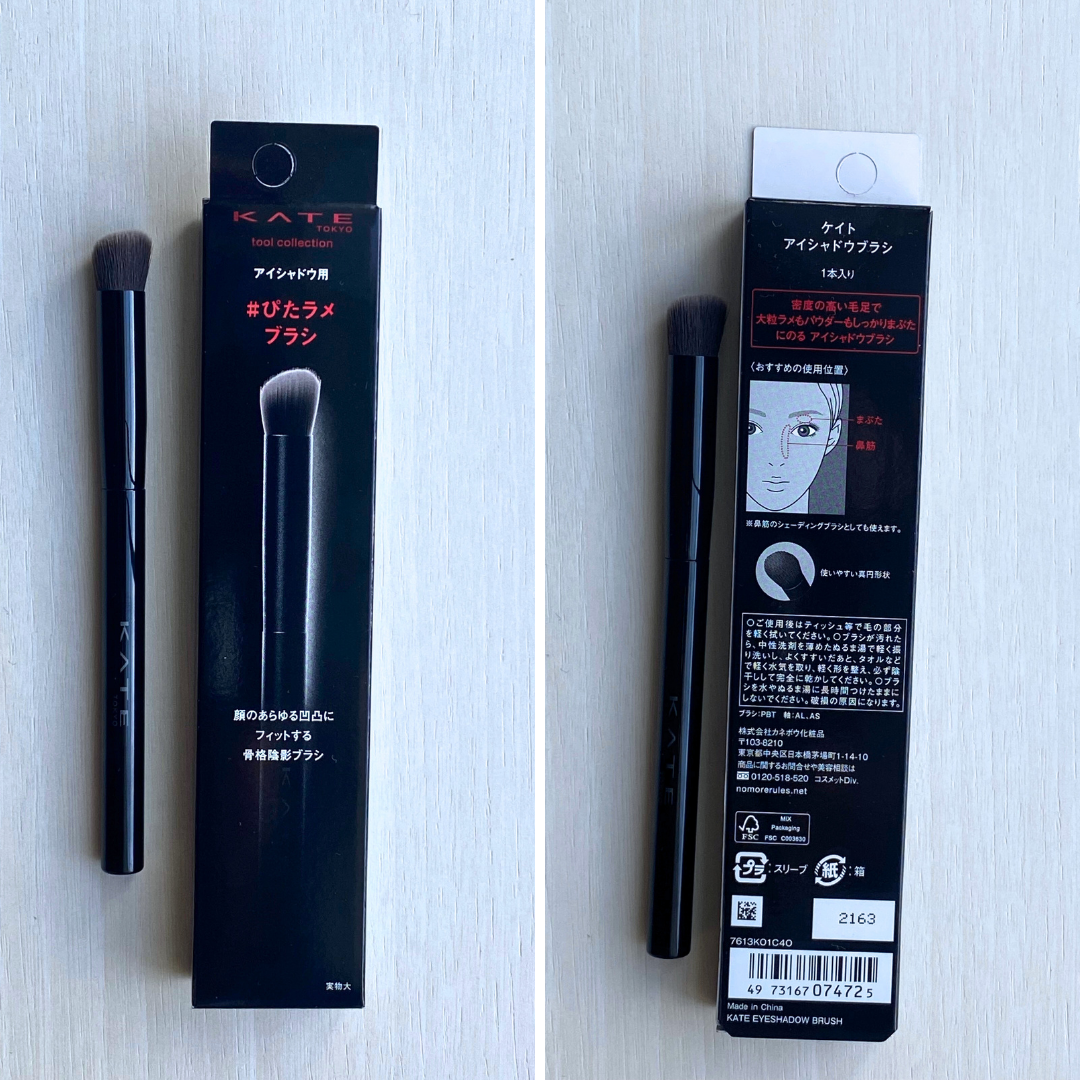 KATE
TOKYO
tool collection
アイシャドウ用
#ぴたラメ
ブラシ
顔のあらゆる凹凸に
フィットする
骨格陰影ブラシ
実物大
KATE
ケイト
アイシャドウブラシ
1本入り
密度の高い毛足で
大粒ラメもパウダーもしっかりまぶた
にのる アイシャドウブラシ
〈おすすめの使用位置〉
まぶた
鼻筋
※鼻筋のシェーディングブラシとしても使えます。
使いやすい真円形状
○ご使用後はティッシュ等で毛の部分
を軽く拭いてください。○ブラシが汚れた
ら、中性洗剤を薄めたぬるま湯で軽く振
り洗いし、よくすすいだあと、タオルなど
で軽く水気を取り、軽く形を整え、必ず陰
干しして完全に乾かしてください。○ブラ
シを水やぬるま湯に長時間つけたままに
しないでください。破損の原因になります。
ブラシ:PBT 軸:AL.AS
株式会社カネボウ化粧品
〒103-8210
東京都中央区日本橋茅場町1-14-10
商品に関するお問合せや美容相談は
0120-518-520 コスメットDiv.
nomorerules.net
FSC
MIX
Packaging
FSC C003630
プラ:スリーブ 紙:箱
2163
7613K01C40
49 73167 07472 5
Made in China
KATE EYESHADOW BRUSH
KATE